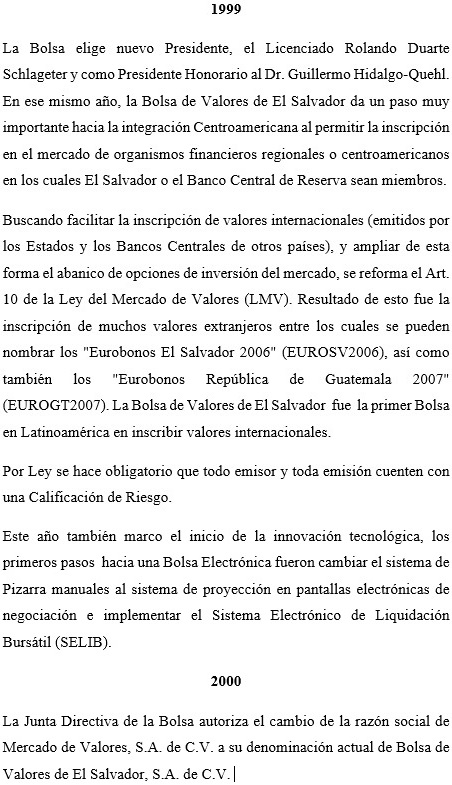 1999
La Bolsa elige nuevo Presidente, el Licenciado Rolando Duarte
Schlageter y como Presidente Honorario al Dr. Guillermo Hidalgo-Quehl.
En ese mismo año, la Bolsa de Valores de El Salvador da un paso muy
importante hacia la integración Centroamericana al permitir la inscripción
en el mercado de organismos financieros regionales o centroamericanos
en los cuales El Salvador o el Banco Central de Reserva sean miembros.
Buscando facilitar la inscripción de valores internacionales (emitidos por
los Estados y los Bancos Centrales de otros países), y ampliar de esta
forma el abanico de opciones de inversión del mercado, se reforma el Art.
10 de la Ley del Mercado de Valores (LMV). Resultado de esto fue la
inscripción de muchos valores extranjeros entre los cuales se pueden
nombrar los "Eurobonos El Salvador 2006" (EUROSV2006), así como
también los "Eurobonos República de Guatemala 2007"
(EUROGT2007). La Bolsa de Valores de El Salvador fue la primer Bolsa
en Latinoamérica en inscribir valores internacionales.
Por Ley se hace obligatorio que todo emisor y toda emisión cuenten con
una Calificación de Riesgo.
Este año también marco el inicio de la innovación tecnológica, los
primeros pasos hacia una Bolsa Electrónica fueron cambiar el sistema de
Pizarra manuales al sistema de proyección en pantallas electrónicas de
negociación e implementar el Sistema Electrónico de Liquidación
Bursátil (SELIB).
2000
La Junta Directiva de la Bolsa autoriza el cambio de la razón social de
Mercado de Valores, S.A. de C.V. a su denominación actual de Bolsa de
Valores de El Salvador, S.A. de C.V.